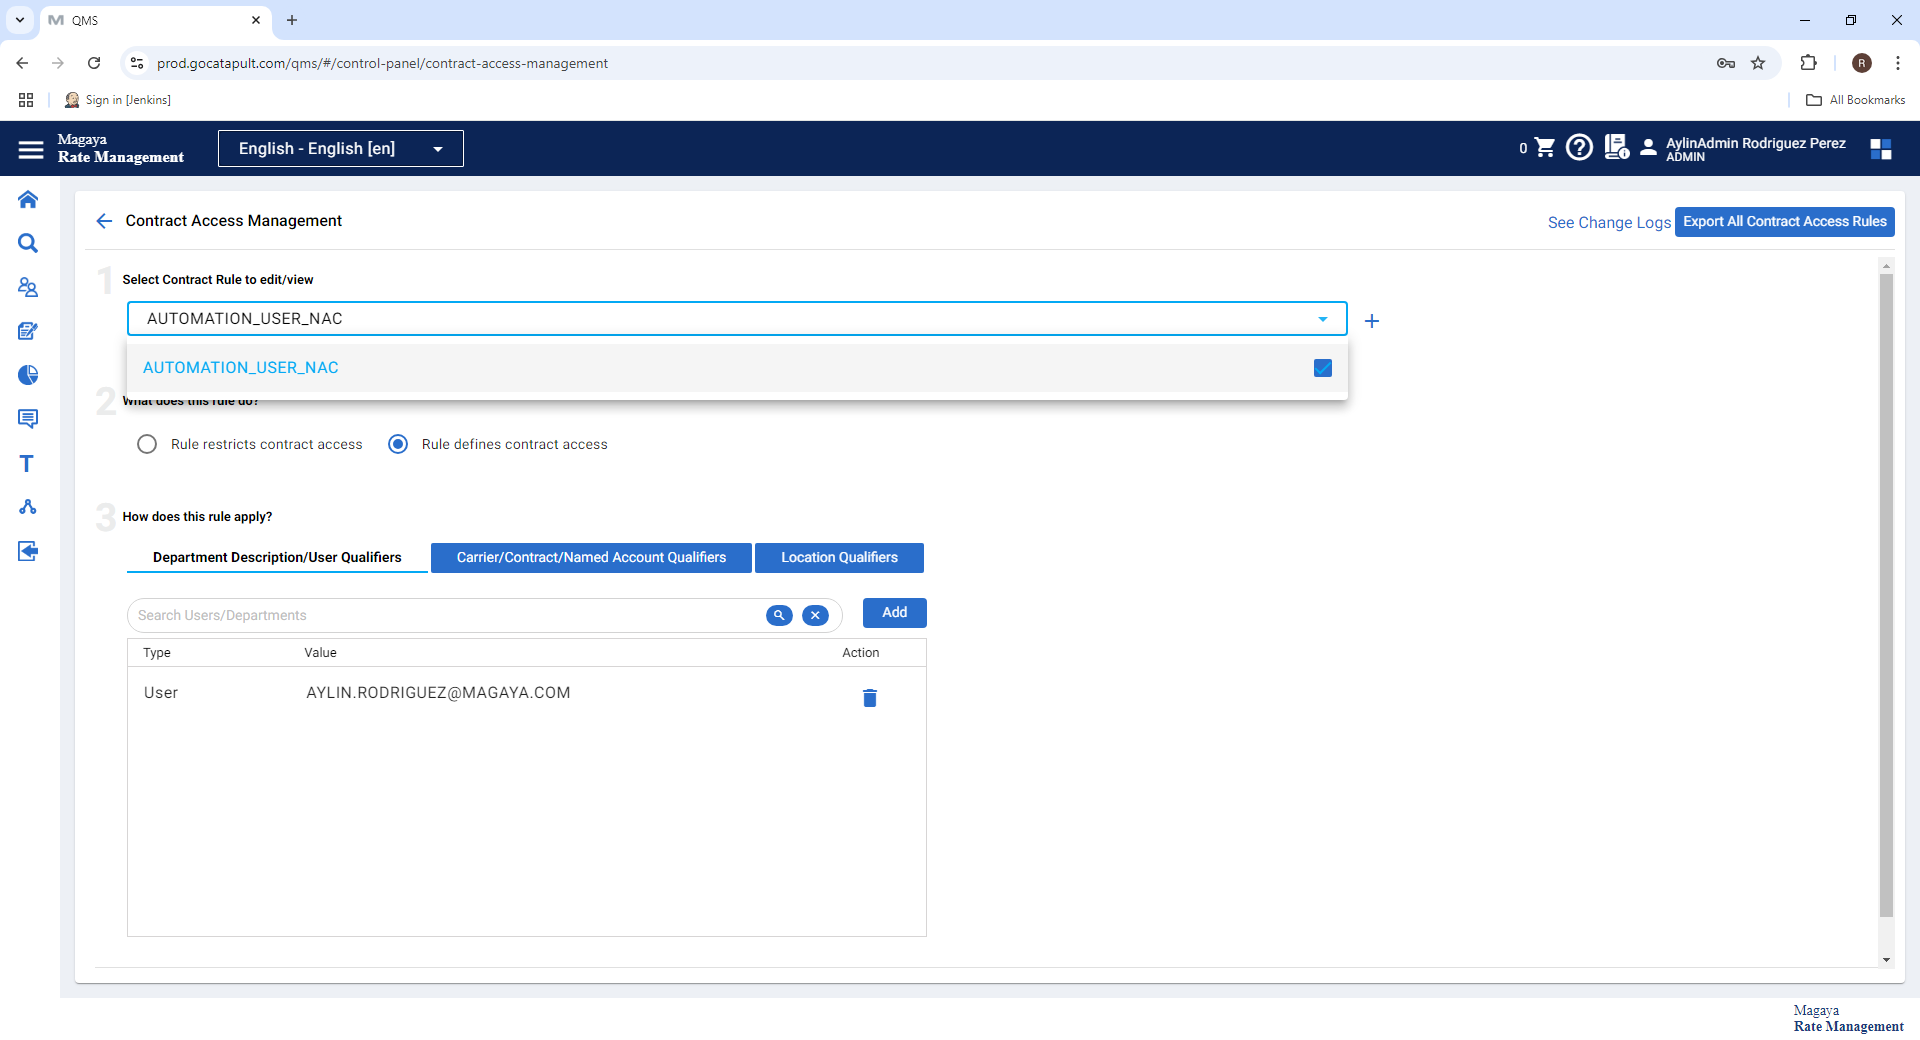 QMS
prod.gocatapult.com/qms/#/control-panel/contract-access-management
R
Sign in [Jenkins]
All Bookmarks
Magaya
Rate Management
English - English [en]
0
AylinAdmin Rodriguez Perez
ADMIN
Contract Access Management
See Change Logs
Export All Contract Access Rules
1
Select Contract Rule to edit/view
AUTOMATION_USER_NAC
AUTOMATION_USER_NAC
2
What does this rule do?
Rule restricts contract access
Rule defines contract access
3
How does this rule apply?
Department Description/User Qualifiers
Carrier/Contract/Named Account Qualifiers
Location Qualifiers
Search Users/Departments
Add
Type Value Action
User AYLIN.RODRIGUEZ@MAGAYA.COM
Magaya
Rate Management